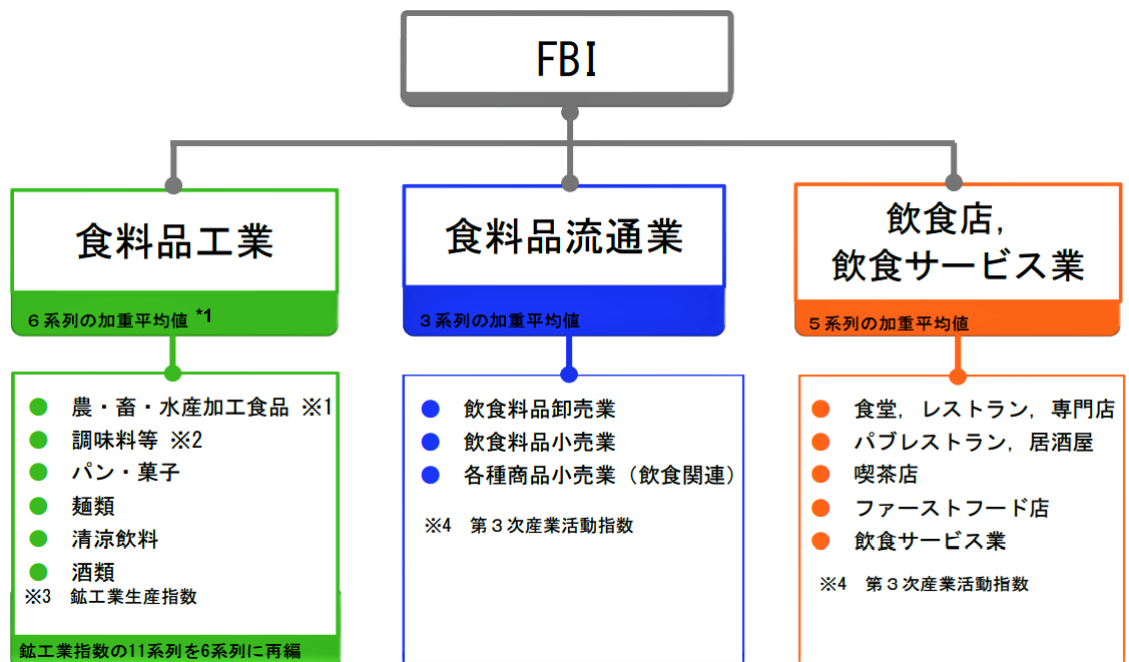 FBI
食料品工業
６系列の加重平均値 *1
● 農・畜・水産加工食品 ※1
● 調味料等 ※2
● パン・菓子
● 麺類
● 清涼飲料
● 酒類
※3 鉱工業生産指数
鉱工業指数の11系列を6系列に再編
食料品流通業
３系列の加重平均値
● 飲食料品卸売業
● 飲食料品小売業
● 各種商品小売業（飲食関連）
※4 第３次産業活動指数
飲食店,
飲食サービス業
５系列の加重平均値
● 食堂, レストラン, 専門店
● パブレストラン, 居酒屋
● 喫茶店
● ファーストフード店
● 飲食サービス業
※4 第３次産業活動指数